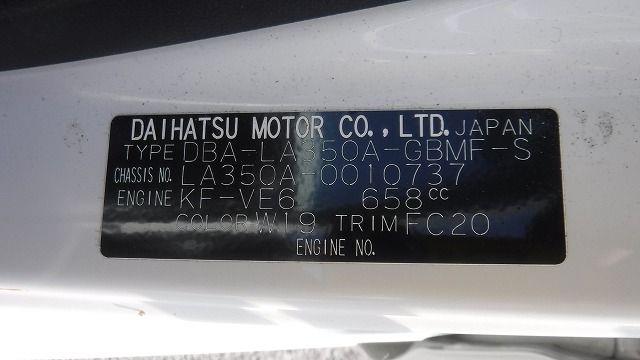 DAIHATSU MOTOR CO., LTD. JAPAN
TYPE DBA-LA350A-GBMF-S
CHASSIS NO. LA350A-0010737
ENGINE KF-VE6 658CC
COLOR W19 TRIM FC20
ENGINE NO.